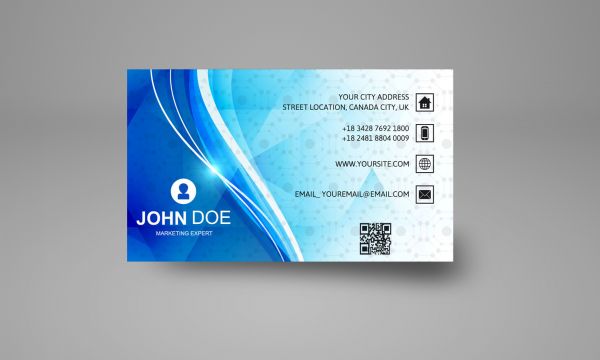 YOUR CITY ADDRESS
STREET LOCATION, CANADA CITY, UK
+18 3428 7692 1800
+18 2481 8804 0009
WWW.YOURSITE.COM
EMAIL_ YOUREMAIL@EMAIL.COM
JOHN DOE
MARKETING EXPERT